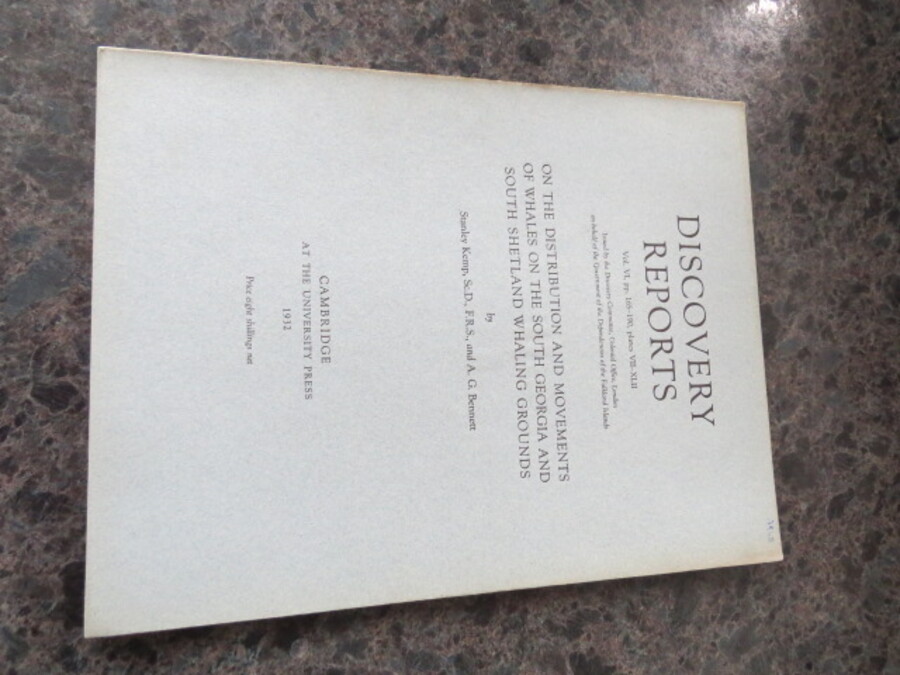 DISCOVERY
REPORTS
Vol. VI, pp. 165-190, plates VII-XLII
Issued by the Discovery Committee, Colonial Office, London
on behalf of the Government of the Dependencies of the Falkland Islands
ON THE DISTRIBUTION AND MOVEMENTS
OF WHALES ON THE SOUTH GEORGIA AND
SOUTH SHETLAND WHALING GROUNDS
by
Stanley Kemp, Sc.D., F.R.S., and A. G. Bennett
CAMBRIDGE
AT THE UNIVERSITY PRESS
1932
Price eight shillings net